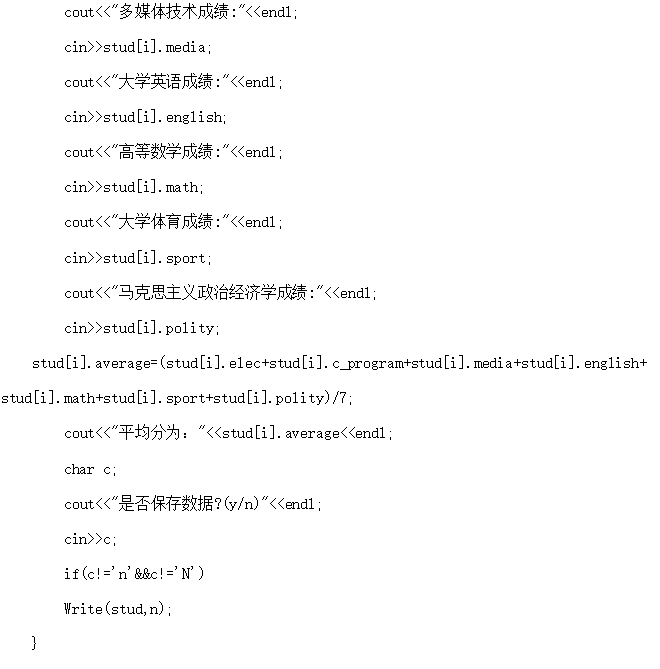 cout<<"多媒体技术成绩:"<<endl;
cin>>stud[i].media;
cout<<"大学英语成绩:"<<endl;
cin>>stud[i].english;
cout<<"高等数学成绩:"<<endl;
cin>>stud[i].math;
cout<<"大学体育成绩:"<<endl;
cin>>stud[i].sport;
cout<<"马克思主义政治经济学成绩:"<<endl;
cin>>stud[i].polity;
stud[i].average=(stud[i].elec+stud[i].c_program+stud[i].media+stud[i].english+
stud[i].math+stud[i].sport+stud[i].polity)/7;
cout<<"平均分为："<<stud[i].average<<endl;
char c;
cout<<"是否保存数据?(y/n)"<<endl;
cin>>c;
if(c!='n'&&c!='N')
Write(stud,n);
}